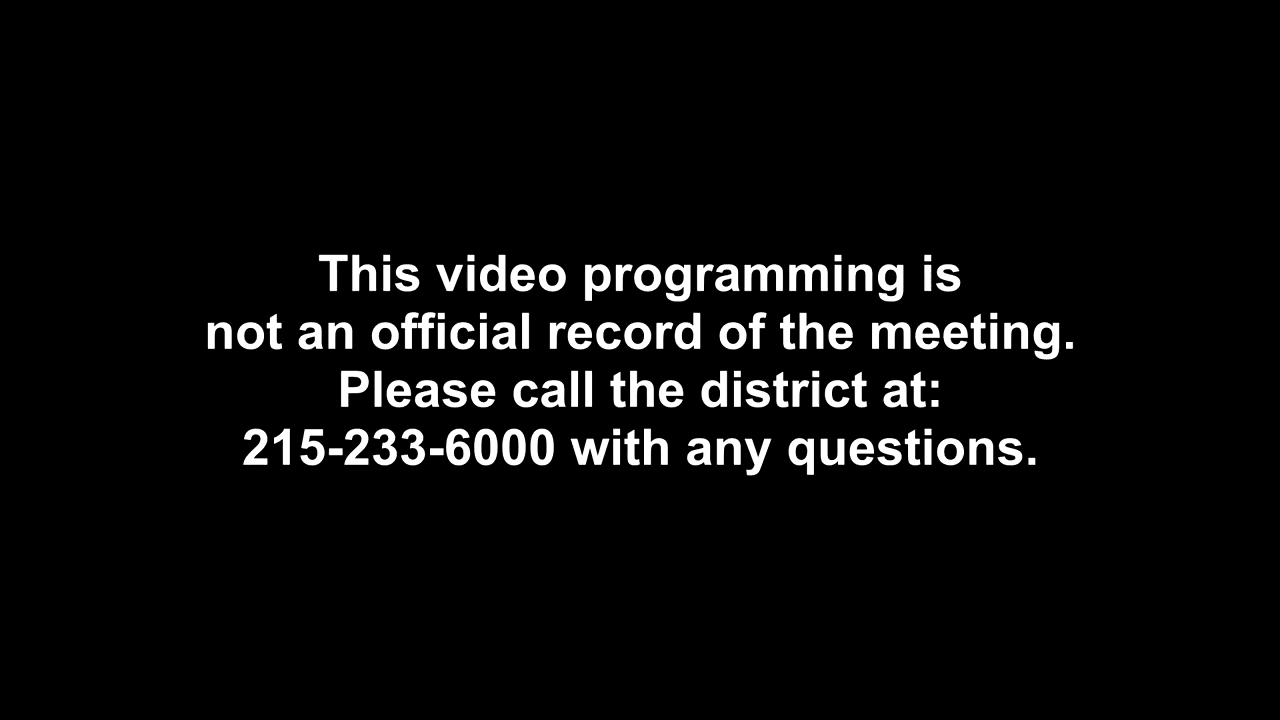 This video programming is
not an official record of the meeting.
Please call the district at:
215-233-6000 with any questions.